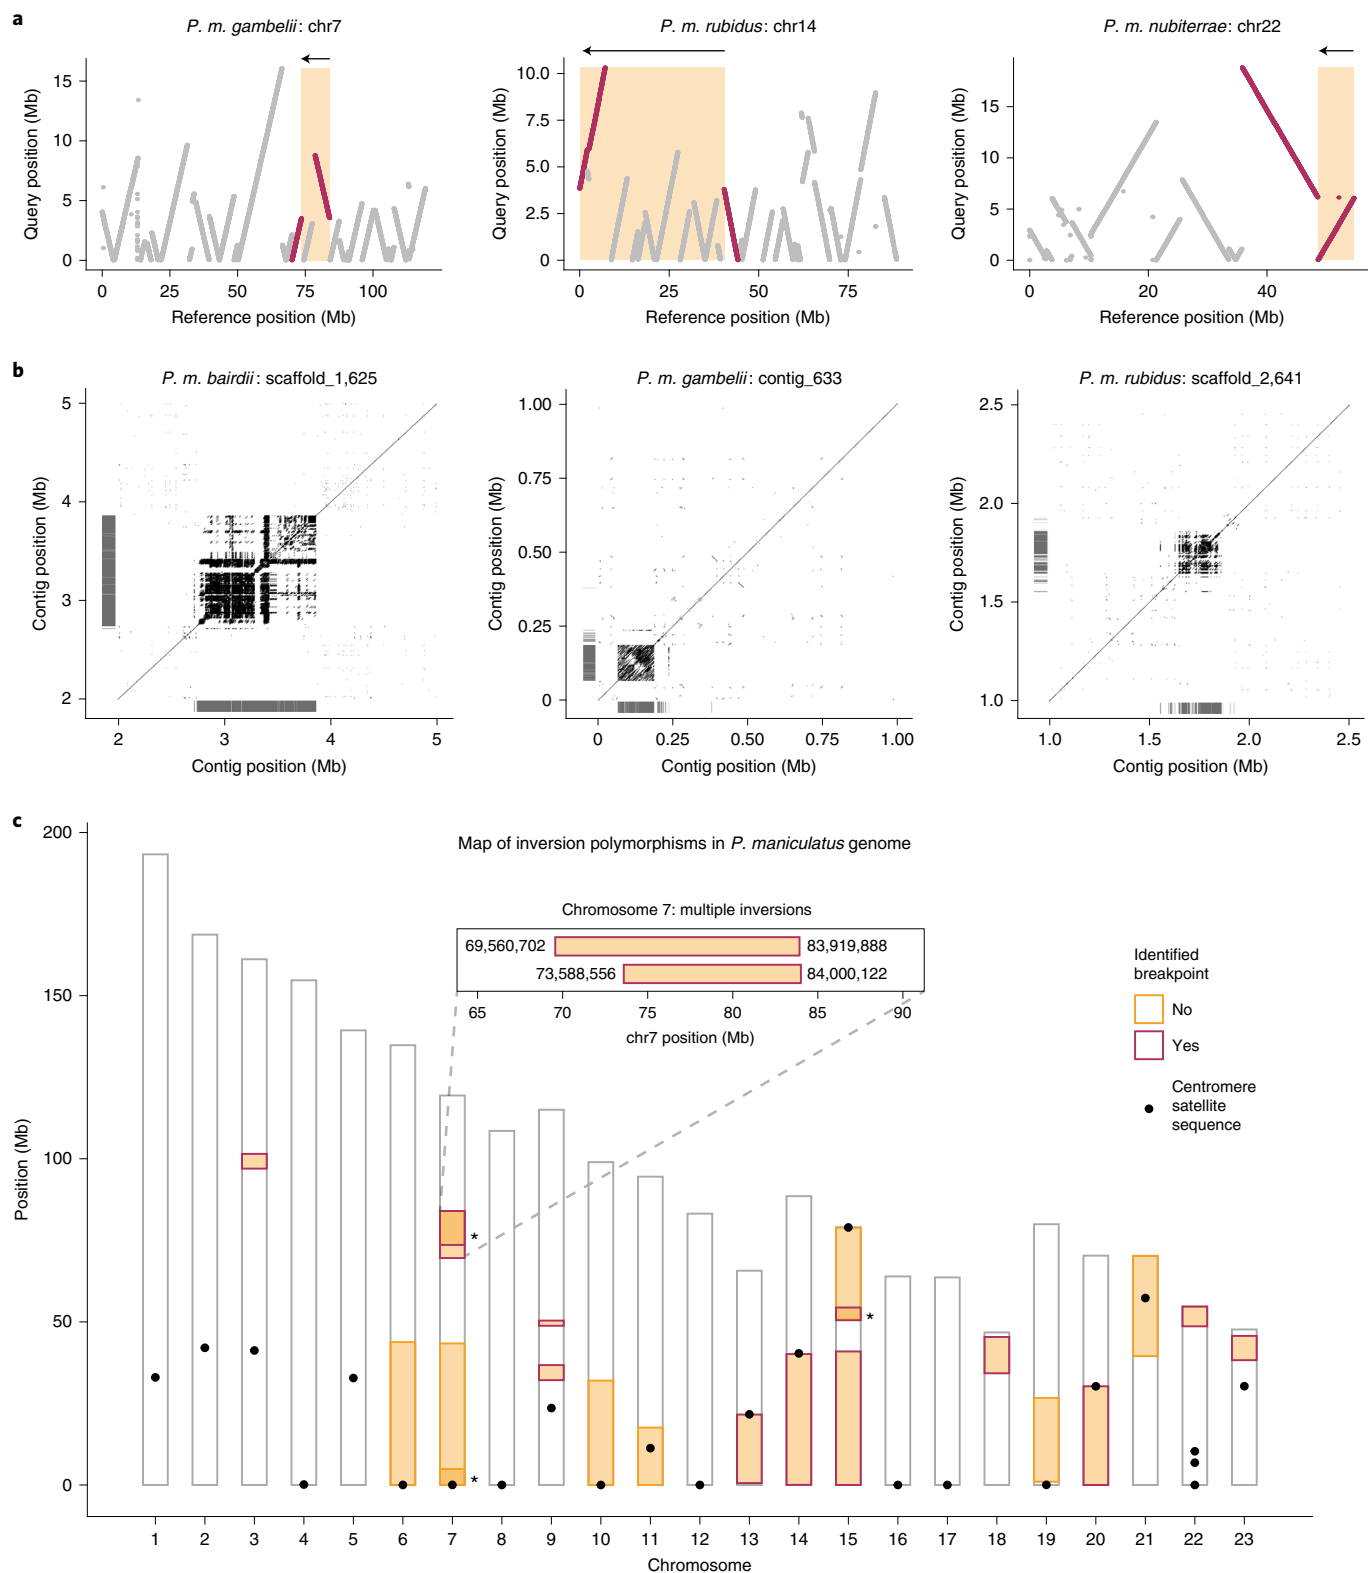 a
P. m. gambelii: chr7
P. m. rubidus: chr14
P. m. nubiterrae: chr22
Query position (Mb)
15
10
5
0
0 25 50 75 100
Reference position (Mb)
Query position (Mb)
10.0
7.5
5.0
2.5
0
0 25 50 75
Reference position (Mb)
Query position (Mb)
15
10
5
0
0 20 40
Reference position (Mb)
b
P. m. bairdii: scaffold_1,625
P. m. gambelii: contig_633
P. m. rubidus: scaffold_2,641
Contig position (Mb)
5
4
3
2
2 3 4 5
Contig position (Mb)
Contig position (Mb)
1.00
0.75
0.50
0.25
0
0 0.25 0.50 0.75 1.00
Contig position (Mb)
Contig position (Mb)
2.5
2.0
1.5
1.0
1.0 1.5 2.0 2.5
Contig position (Mb)
c
Map of inversion polymorphisms in P. maniculatus genome
Chromosome 7: multiple inversions
69,560,702 83,919,888
73,588,556 84,000,122
65 70 75 80 85 90
chr7 position (Mb)
Identified
breakpoint
No
Yes
Centromere
satellite
sequence
Position (Mb)
200
150
100
50
0
*
*
*
1 2 3 4 5 6 7 8 9 10 11 12 13 14 15 16 17 18 19 20 21 22 23
Chromosome